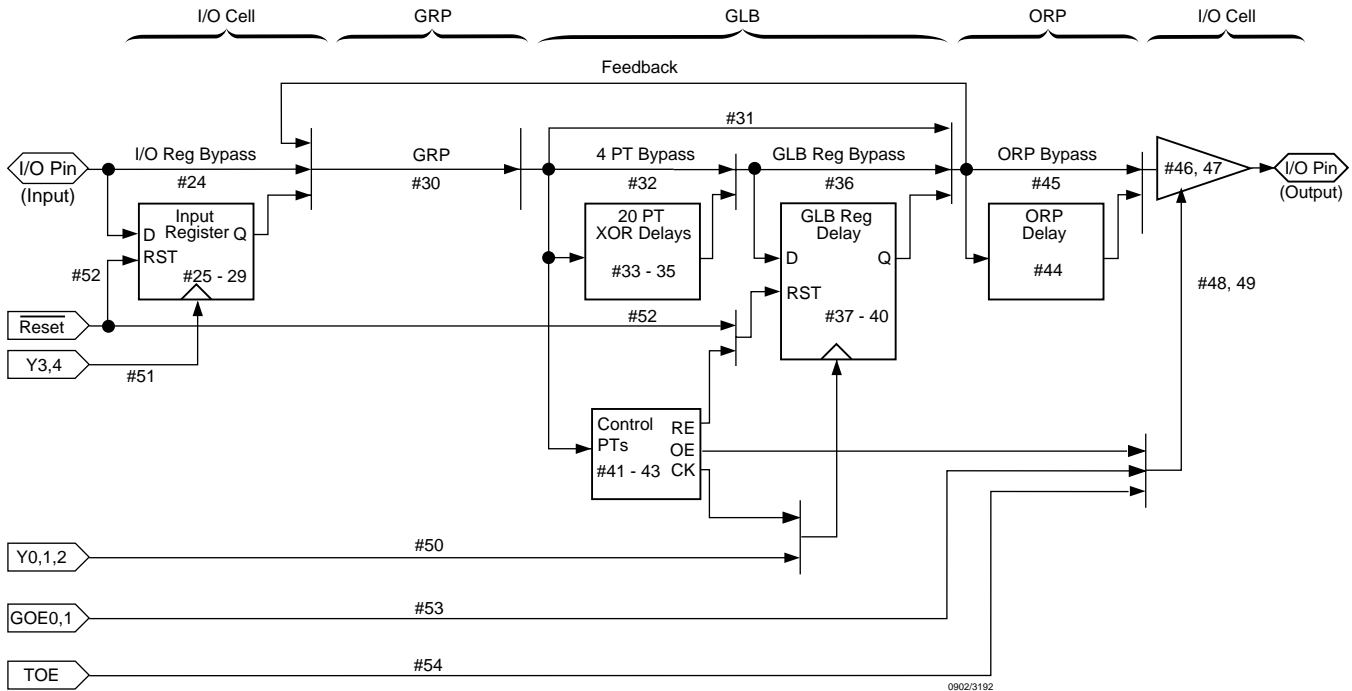 I/O Cell
GRP
GLB
ORP
I/O Cell
Feedback
#31
I/O Pin
(Input)
I/O Reg Bypass
#24
GRP
#30
4 PT Bypass
#32
GLB Reg Bypass
#36
ORP Bypass
#45
#46, 47
I/O Pin
(Output)
Input
Register
D
Q
RST
#25 - 29
20 PT
XOR Delays
#33 - 35
GLB Reg
Delay
D
Q
RST
#37 - 40
ORP
Delay
#44
#48, 49
#52
Reset
#52
Y3,4
#51
Control
PTs
#41 - 43
RE
OE
CK
Y0,1,2
#50
GOE0,1
#53
TOE
#54
0902/3192